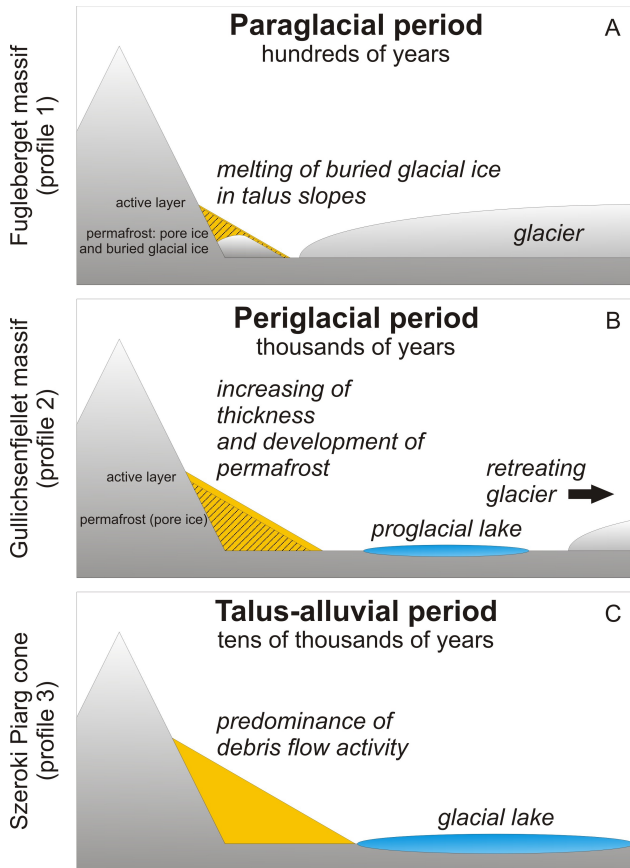 Fugleberget massif
(profile 1)
Paraglacial period
A
hundreds of years
melting of buried glacial ice
in talus slopes
active layer
permafrost: pore ice
and buried glacial ice
glacier
Gullichsenfjellet massif
(profile 2)
Periglacial period
B
thousands of years
increasing of
thickness
and development of
permafrost
active layer
permafrost (pore ice)
retreating
glacier
proglacial lake
Szeroki Piarg cone
(profile 3)
Talus-alluvial period
C
tens of thousands of years
predominance of
debris flow activity
glacial lake